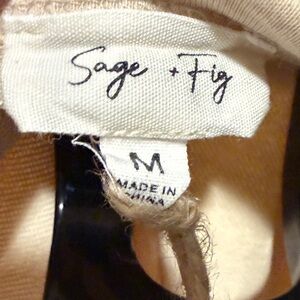 Sage + Fig
M
MADE IN
CHINA